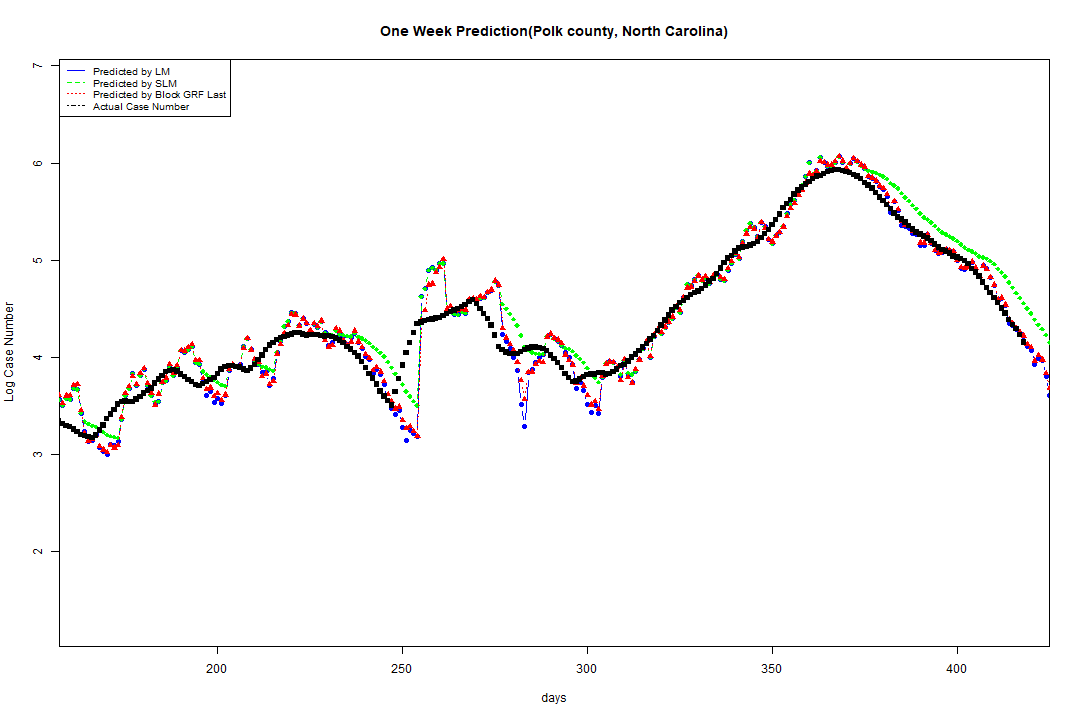 One Week Prediction(Polk county, North Carolina)
Predicted by LM
Predicted by SLM
Predicted by Block GRF Last
Actual Case Number
7
6
5
4
3
2
Log Case Number
200 250 300 350 400
days